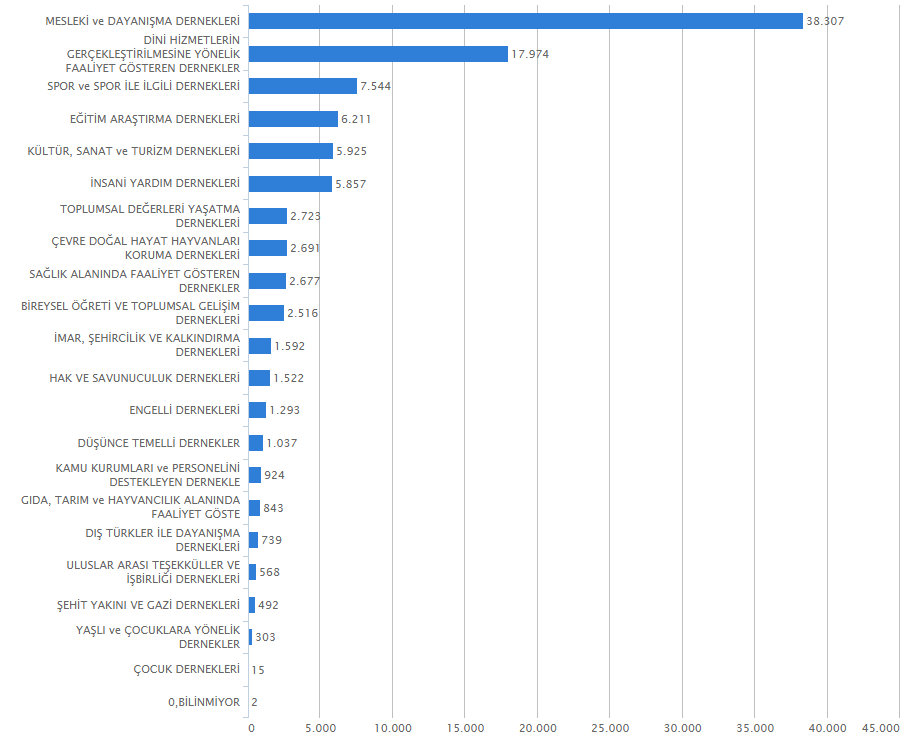 MESLEKİ ve DAYANIŞMA DERNEKLERİ
38.307
DİNİ HİZMETLERİN
GERÇEKLEŞTİRİLMESİNE YÖNELİK
FAALİYET GÖSTEREN DERNEKLER
17.974
SPOR ve SPOR İLE İLGİLİ DERNEKLERİ
7.544
EĞİTİM ARAŞTIRMA DERNEKLERİ
6.211
KÜLTÜR, SANAT ve TURİZM DERNEKLERİ
5.925
İNSANİ YARDIM DERNEKLERİ
5.857
TOPLUMSAL DEĞERLERİ YAŞATMA
DERNEKLERİ
2.723
ÇEVRE DOĞAL HAYAT HAYVANLARI
KORUMA DERNEKLERİ
2.691
SAĞLIK ALANINDA FAALİYET GÖSTEREN
DERNEKLER
2.677
BİREYSEL ÖĞRETİ VE TOPLUMSAL GELİŞİM
DERNEKLERİ
2.516
İMAR, ŞEHİRCİLİK VE KALKINDIRMA
DERNEKLERİ
1.592
HAK VE SAVUNUCULUK DERNEKLERİ
1.522
ENGELLİ DERNEKLERİ
1.293
DÜŞÜNCE TEMELLİ DERNEKLER
1.037
KAMU KURUMLARI ve PERSONELİNİ
DESTEKLEYEN DERNEKLE
924
GIDA, TARIM ve HAYVANCILIK ALANINDA
FAALİYET GÖSTE
843
DIŞ TÜRKLER İLE DAYANIŞMA
DERNEKLERİ
739
ULUSLAR ARASI TEŞEKKÜLLER VE
İŞBİRLİĞİ DERNEKLERİ
568
ŞEHİT YAKINI VE GAZİ DERNEKLERİ
492
YAŞLI ve ÇOCUKLARA YÖNELİK
DERNEKLER
303
ÇOCUK DERNEKLERİ
15
0,BİLİNMİYOR
2
0 5.000 10.000 15.000 20.000 25.000 30.000 35.000 40.000 45.000